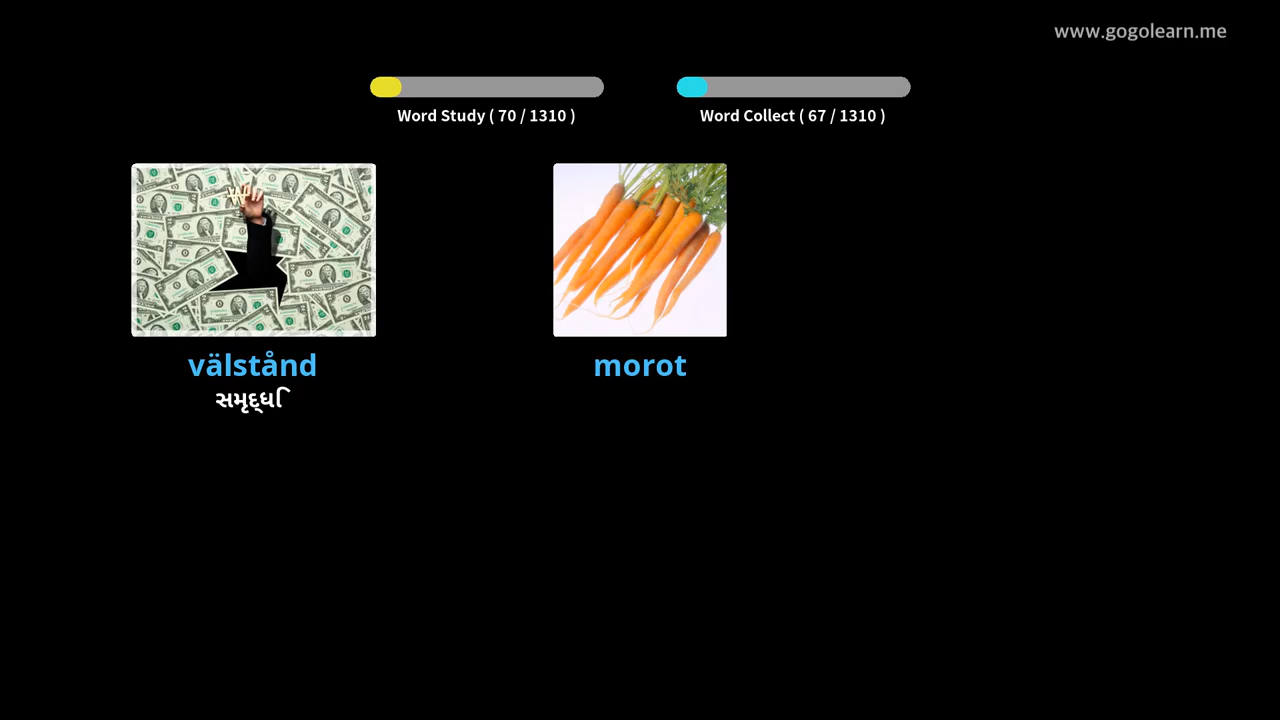 www.gogolearn.me
Word Study ( 70 / 1310 )
Word Collect ( 67 / 1310 )
välstånd
morot
સમૃદ્ધિ